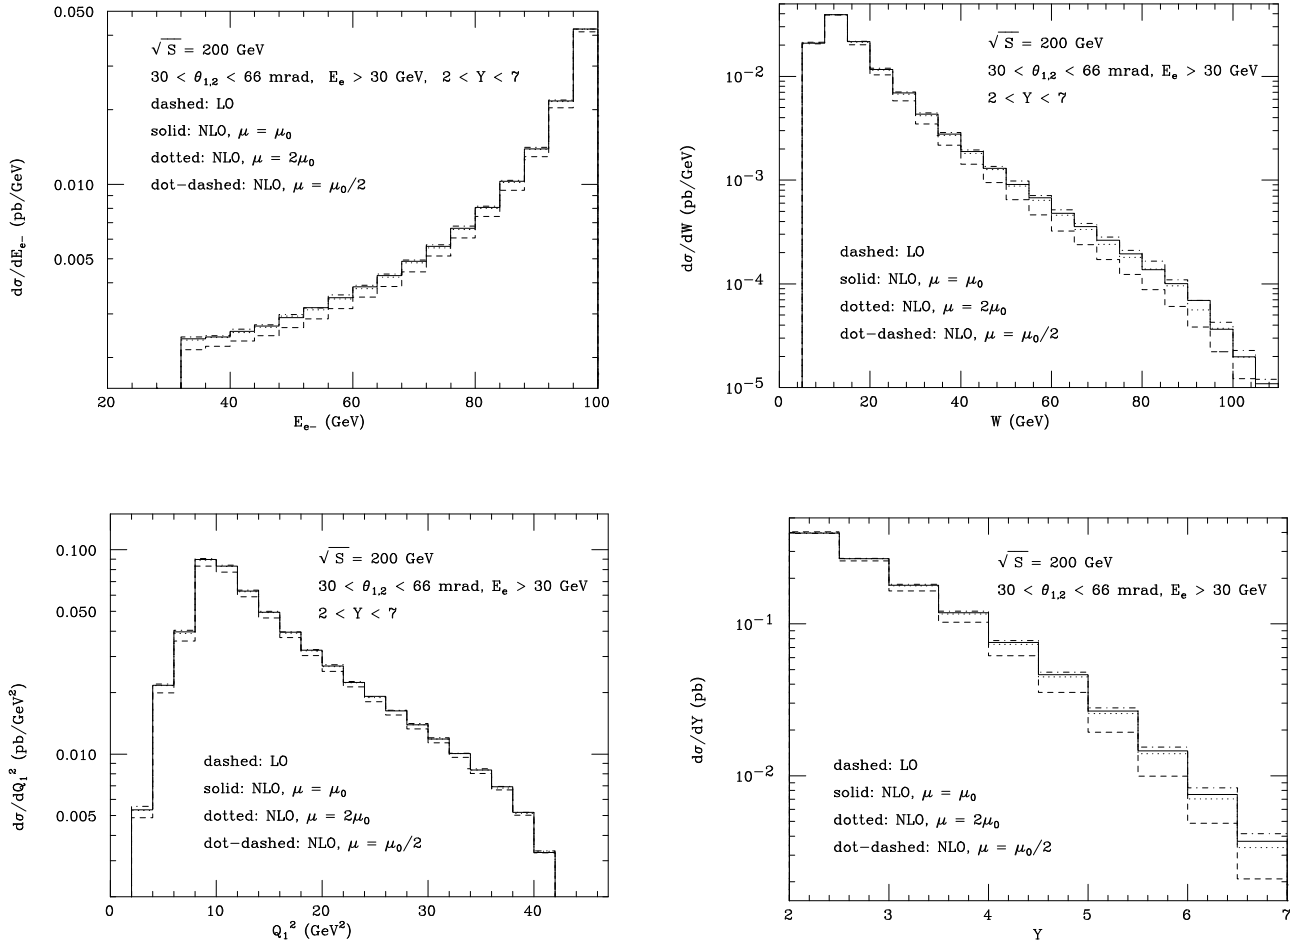 √S = 200 GeV
30 < θ1,2 < 66 mrad, Ee > 30 GeV, 2 < Y < 7
dashed: LO
solid: NLO, μ = μ0
dotted: NLO, μ = 2μ0
dot-dashed: NLO, μ = μ0/2
0.050
0.010
0.005
dσ/dEe− (pb/GeV)
20 40 60 80 100
Ee− (GeV)
√S = 200 GeV
30 < θ1,2 < 66 mrad, Ee > 30 GeV
2 < Y < 7
dashed: LO
solid: NLO, μ = μ0
dotted: NLO, μ = 2μ0
dot-dashed: NLO, μ = μ0/2
10−2
10−3
10−4
10−5
dσ/dW (pb/GeV)
0 20 40 60 80 100
W (GeV)
√S = 200 GeV
30 < θ1,2 < 66 mrad, Ee > 30 GeV
2 < Y < 7
dashed: LO
solid: NLO, μ = μ0
dotted: NLO, μ = 2μ0
dot-dashed: NLO, μ = μ0/2
0.100
0.050
0.010
0.005
dσ/dQ1² (pb/GeV²)
0 10 20 30 40
Q1² (GeV²)
√S = 200 GeV
30 < θ1,2 < 66 mrad, Ee > 30 GeV
dashed: LO
solid: NLO, μ = μ0
dotted: NLO, μ = 2μ0
dot-dashed: NLO, μ = μ0/2
10−1
10−2
dσ/dY (pb)
2 3 4 5 6 7
Y